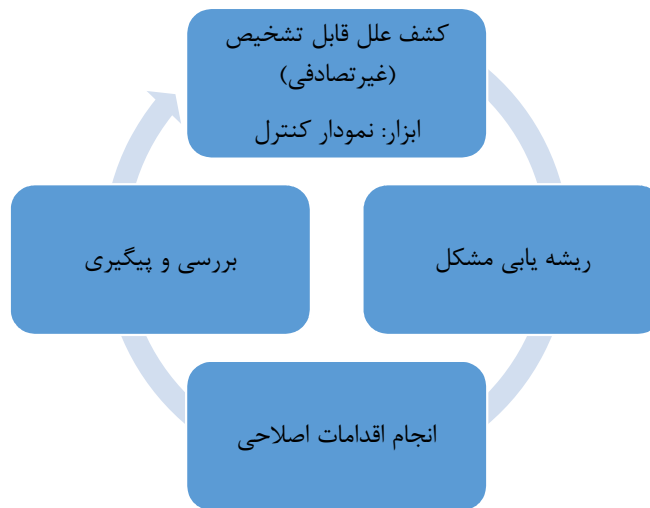 کشف علل قابل تشخیص
(غیرتصادفی)
ابزار: نمودار کنترل
ریشه یابی مشکل
انجام اقدامات اصلاحی
بررسی و پیگیری